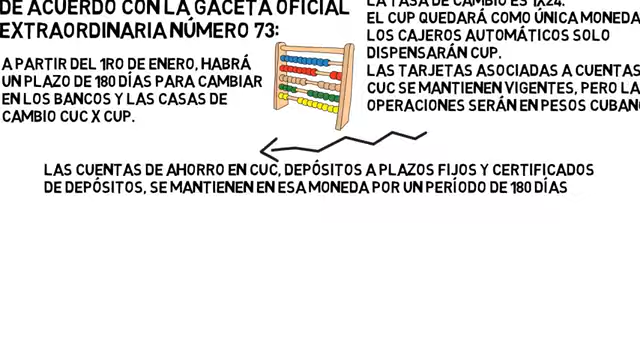 DE ACUERDO CON LA GACETA OFICIAL
EXTRAORDINARIA NÚMERO 73:
A PARTIR DEL 1RO DE ENERO, HABRÁ
UN PLAZO DE 180 DÍAS PARA CAMBIAR
EN LOS BANCOS Y LAS CASAS DE
CAMBIO CUC X CUP.
LA TASA DE CAMBIO ES 1X24.
EL CUP QUEDARÁ COMO ÚNICA MONEDA
LOS CAJEROS AUTOMÁTICOS SOLO
DISPENSARÁN CUP.
LAS TARJETAS ASOCIADAS A CUENTAS
CUC SE MANTIENEN VIGENTES, PERO LA
OPERACIONES SERÁN EN PESOS CUBAN
LAS CUENTAS DE AHORRO EN CUC, DEPÓSITOS A PLAZOS FIJOS Y CERTIFICADOS
DE DEPÓSITOS, SE MANTIENEN EN ESA MONEDA POR UN PERÍODO DE 180 DÍAS